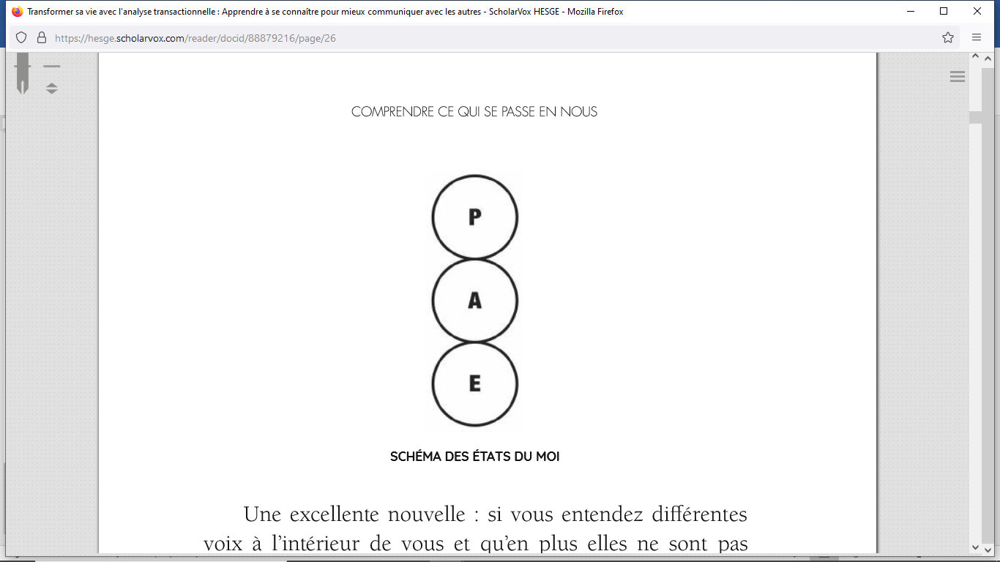 Transformer sa vie avec l'analyse transactionnelle : Apprendre à se connaître pour mieux communiquer avec les autres - ScholarVox HESGE - Mozilla Firefox
https://hesge.scholarvox.com/reader/docid/88879216/page/26
COMPRENDRE CE QUI SE PASSE EN NOUS
P
A
E
SCHÉMA DES ÉTATS DU MOI
Une excellente nouvelle : si vous entendez différentes
voix à l’intérieur de vous et qu’en plus elles ne sont pas